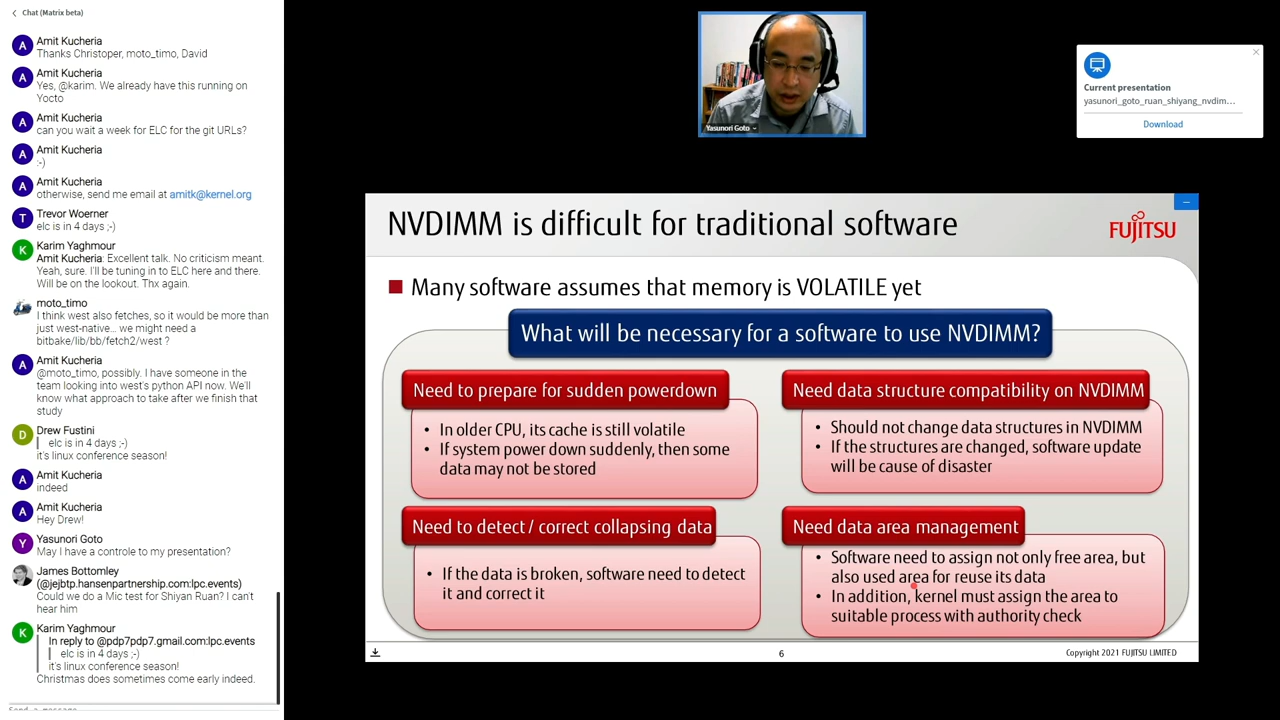 Chat (Matrix beta)
A
Amit Kucheria
Thanks Christoper, moto_timo, David
A
Amit Kucheria
Yes, @karim. We already have this running on
Yocto
A
Amit Kucheria
can you wait a week for ELC for the git URLs?
A
Amit Kucheria
:-)
A
Amit Kucheria
otherwise, send me email at amitk@kernel.org
T
Trevor Woerner
elc is in 4 days ;-)
K
Karim Yaghmour
Amit Kucheria: Excellent talk. No criticism meant.
Yeah, sure. I'll be tuning in to ELC here and there.
Will be on the lookout. Thx again.
moto_timo
I think west also fetches, so it would be more than
just west-native... we might need a
bitbake/lib/bb/fetch2/west ?
A
Amit Kucheria
@moto_timo, possibly. I have someone in the
team looking into west's python API now. We'll
know what approach to take after we finish that
study
D
Drew Fustini
elc is in 4 days ;-)
it's linux conference season!
A
Amit Kucheria
indeed
A
Amit Kucheria
Hey Drew!
Y
Yasunori Goto
May I have a controle to my presentation?
James Bottomley
(@jejbtp.hansenpartnership.com:lpc.events)
Could we do a Mic test for Shiyan Ruan? I can't
hear him
K
Karim Yaghmour
In reply to @pdp7pdp7.gmail.com:lpc.events
elc is in 4 days ;-)
it's linux conference season!
Christmas does sometimes come early indeed.
Send a message
Yasunori Goto
Current presentation
yasunori_goto_ruan_shiyang_nvdim...
Download
NVDIMM is difficult for traditional software
FUJITSU
Many software assumes that memory is VOLATILE yet
What will be necessary for a software to use NVDIMM?
Need to prepare for sudden powerdown
• In older CPU, its cache is still volatile
• If system power down suddenly, then some
data may not be stored
Need data structure compatibility on NVDIMM
• Should not change data structures in NVDIMM
• If the structures are changed, software update
will be cause of disaster
Need to detect / correct collapsing data
• If the data is broken, software need to detect
it and correct it
Need data area management
• Software need to assign not only free area, but
also used area for reuse its data
• In addition, kernel must assign the area to
suitable process with authority check
6
Copyright 2021 FUJITSU LIMITED